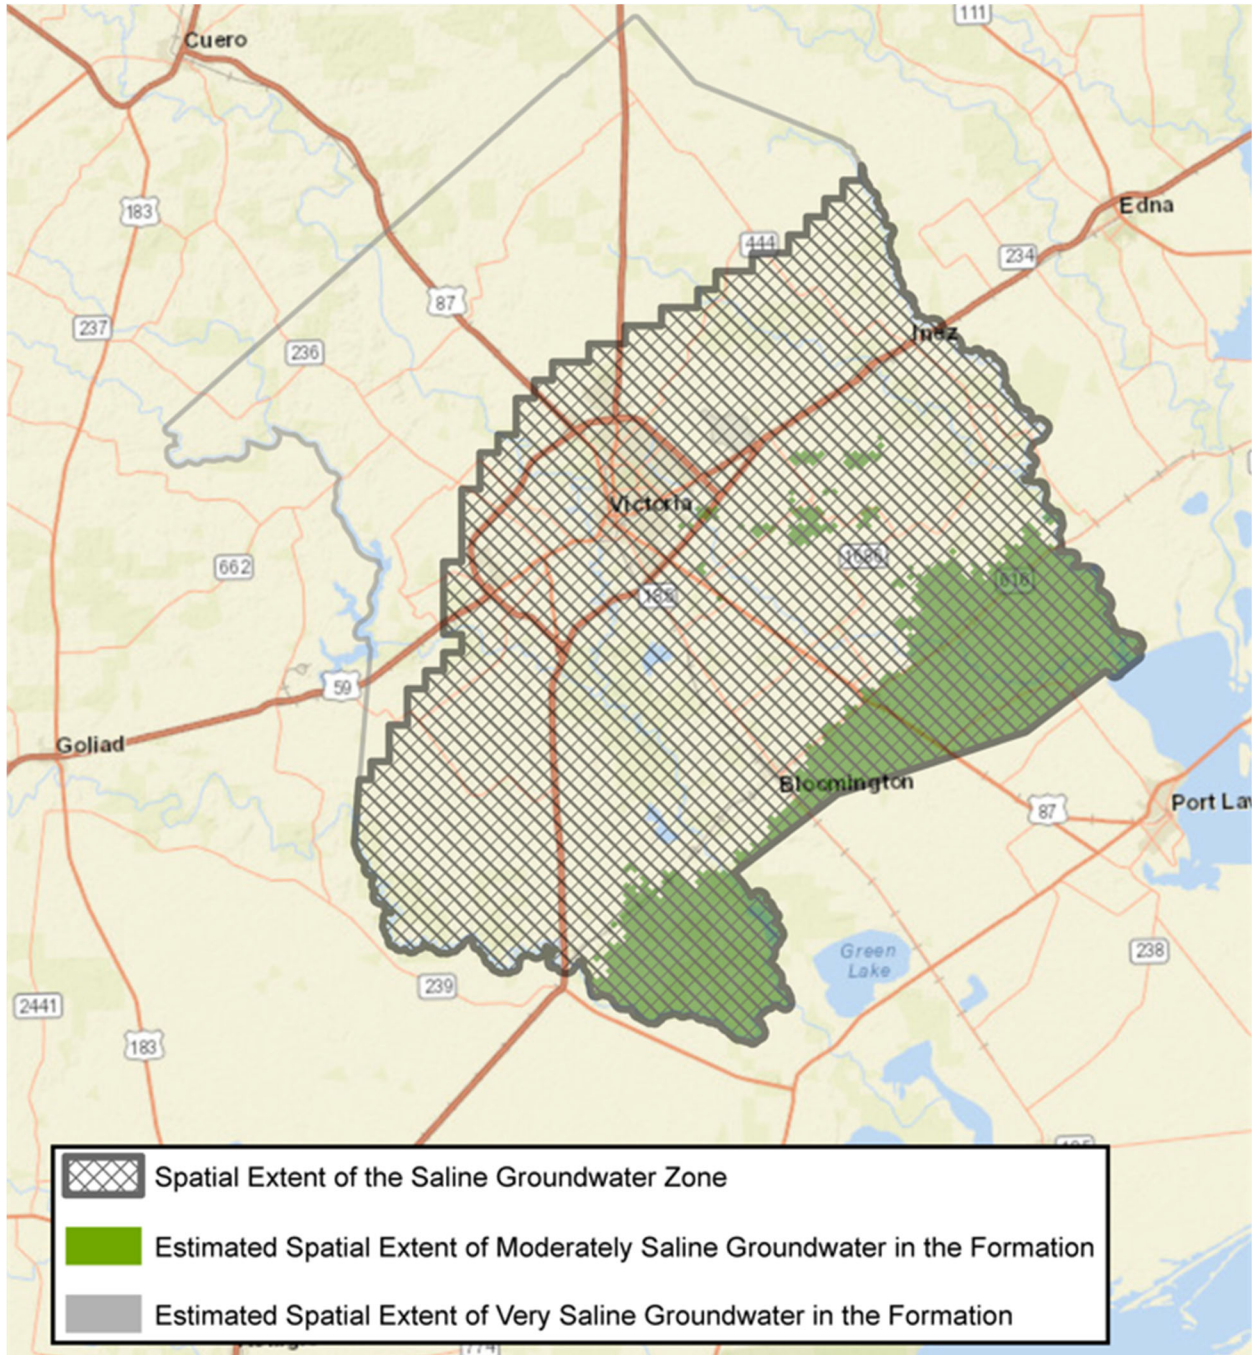 111
Cuero
183
Edna
444
234
87
Inez
237
236
Victoria
1686
662
616
185
59
Goliad
Bloomington
87
Port Lav
Green
Lake
238
239
2441
183
Spatial Extent of the Saline Groundwater Zone
Estimated Spatial Extent of Moderately Saline Groundwater in the Formation
Estimated Spatial Extent of Very Saline Groundwater in the Formation
774